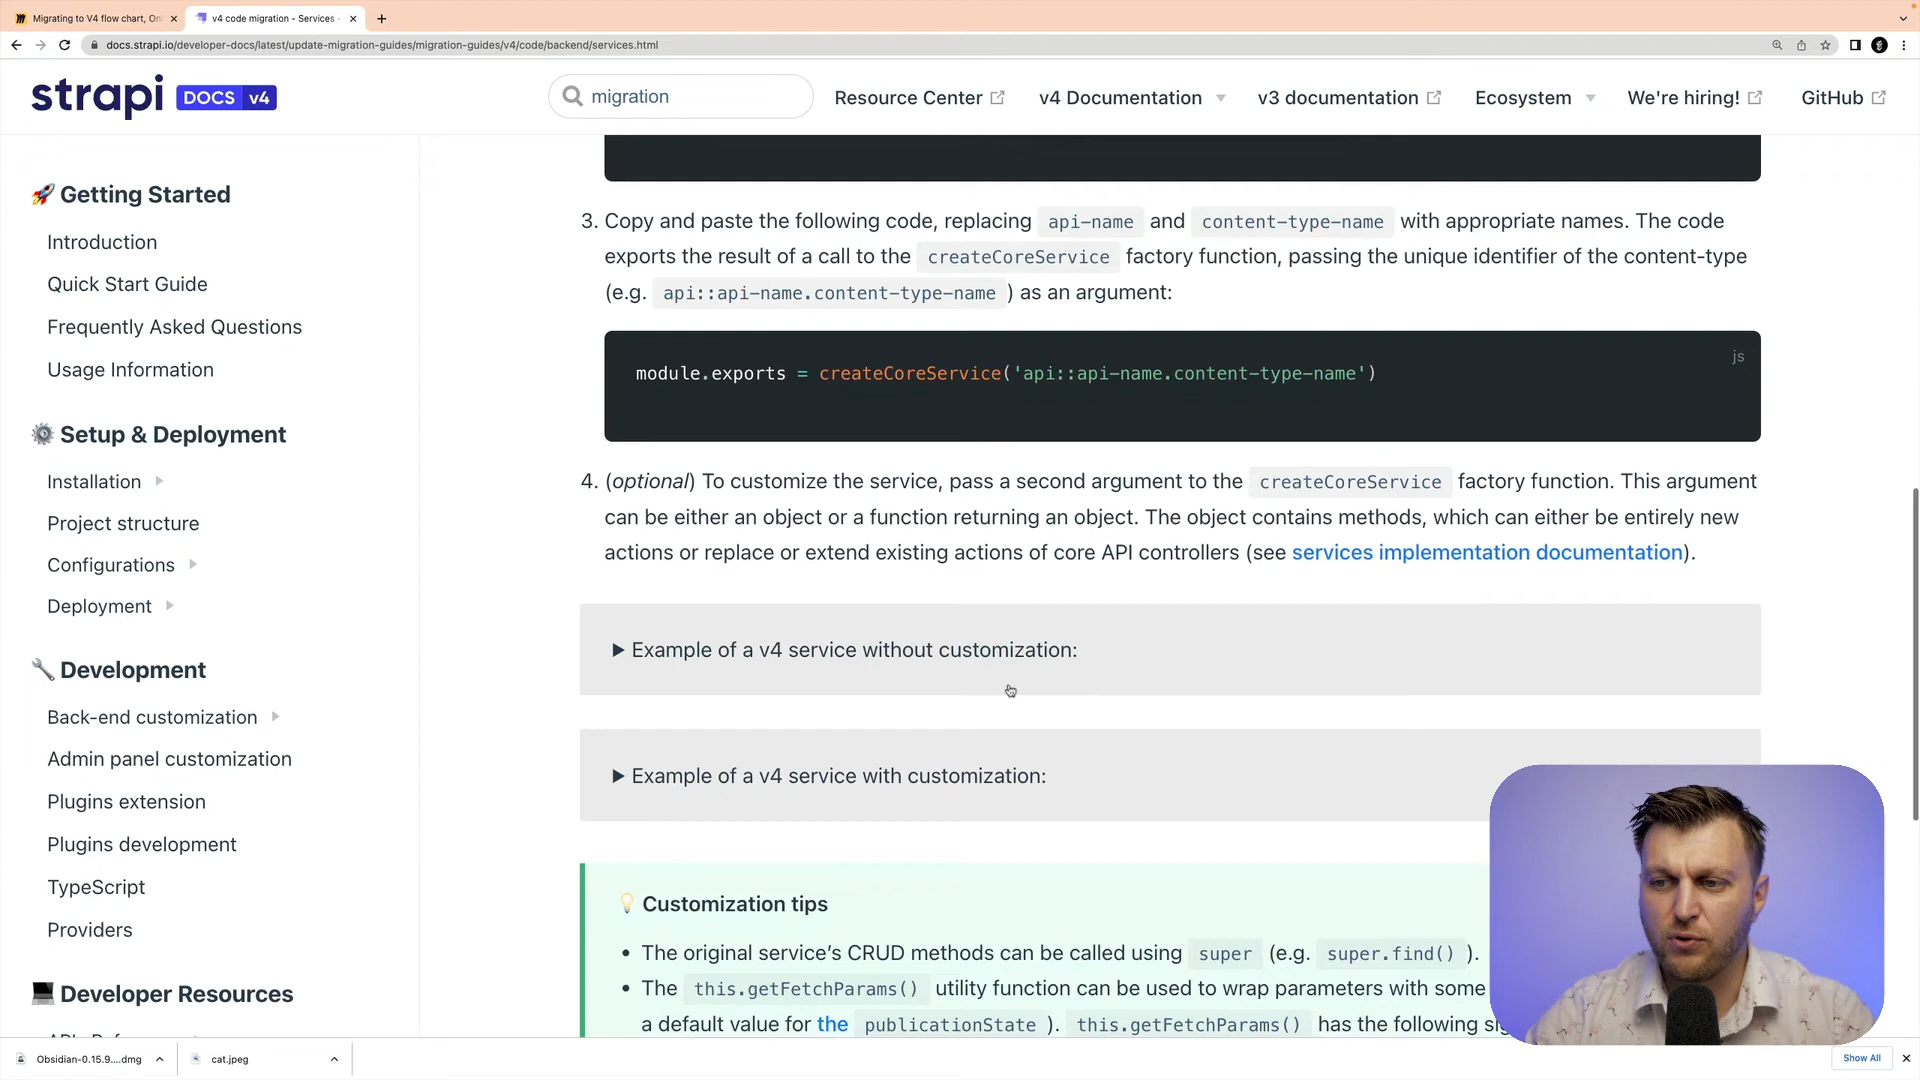 Migrating to V4 flow chart, Onl
v4 code migration - Services -
docs.strapi.io/developer-docs/latest/update-migration-guides/migration-guides/v4/code/backend/services.html
strapi DOCS v4
migration
Resource Center
v4 Documentation
v3 documentation
Ecosystem
We're hiring!
GitHub
🚀 Getting Started
Introduction
Quick Start Guide
Frequently Asked Questions
Usage Information
⚙️ Setup & Deployment
Installation
Project structure
Configurations
Deployment
🔧 Development
Back-end customization
Admin panel customization
Plugins extension
Plugins development
TypeScript
Providers
💻 Developer Resources
3. Copy and paste the following code, replacing api-name and content-type-name with appropriate names. The code
exports the result of a call to the createCoreService factory function, passing the unique identifier of the content-type
(e.g. api::api-name.content-type-name ) as an argument:
js
module.exports = createCoreService('api::api-name.content-type-name')
4. (optional) To customize the service, pass a second argument to the createCoreService factory function. This argument
can be either an object or a function returning an object. The object contains methods, which can either be entirely new
actions or replace or extend existing actions of core API controllers (see services implementation documentation).
▶ Example of a v4 service without customization:
▶ Example of a v4 service with customization:
💡 Customization tips
• The original service’s CRUD methods can be called using super (e.g. super.find() ).
• The this.getFetchParams() utility function can be used to wrap parameters with some
a default value for the publicationState ). this.getFetchParams() has the following
Obsidian-0.15.9....dmg
cat.jpeg
Show All